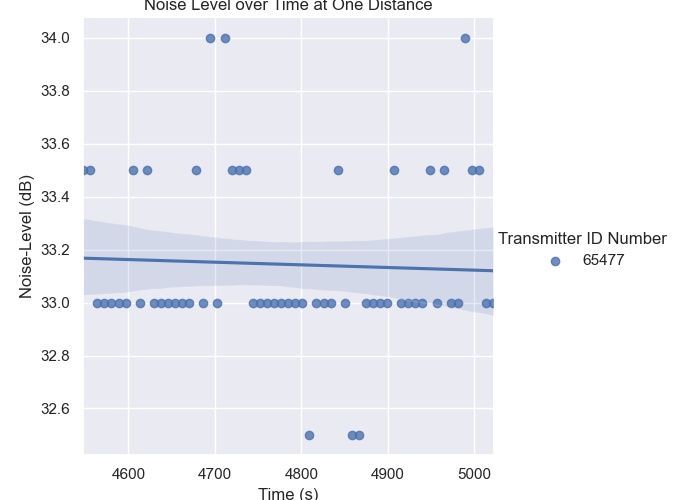 Noise Level over Time at One Distance
34.0
33.8
33.6
33.4
33.2
33.0
32.8
32.6
Noise-Level (dB)
4600 4700 4800 4900 5000
Time (s)
Transmitter ID Number
65477